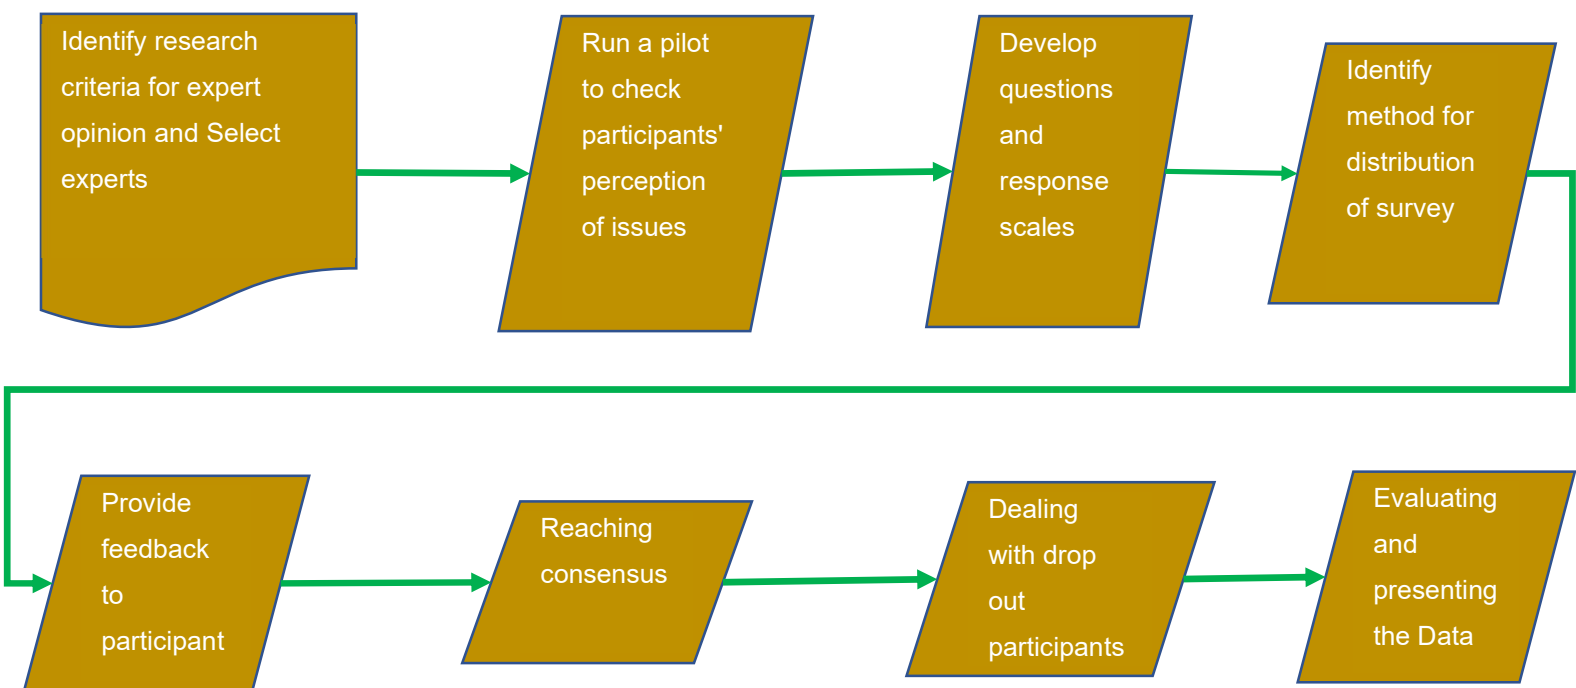 Identify research
criteria for expert
opinion and Select
experts
Run a pilot
to check
participants'
perception
of issues
Develop
questions
and
response
scales
Identify
method for
distribution
of survey
Provide
feedback
to
participant
Reaching
consensus
Dealing
with drop
out
participants
Evaluating
and
presenting
the Data